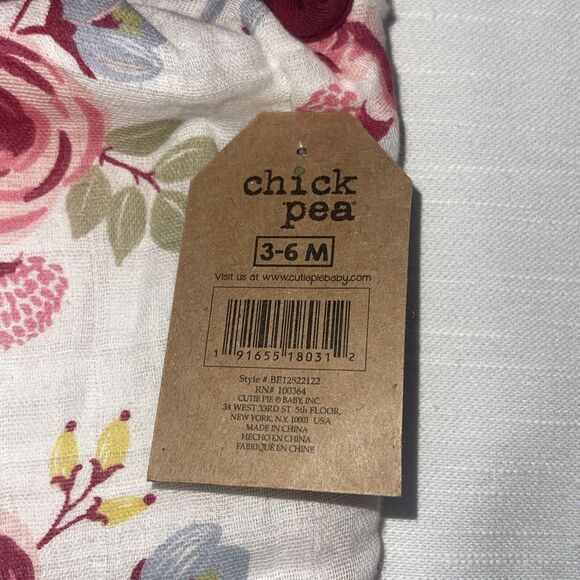 chick
pea®
3-6 M
Visit us at www.cutiepiebaby.com
1 91655 18031 2
Style # BE12522122
RN# 100364
CUTIE PIE ® BABY, INC.
34 WEST 33RD ST. 5th FLOOR,
NEW YORK, N.Y. 10001 USA
MADE IN CHINA
HECHO EN CHINA
FABRIQUÉ EN CHINE